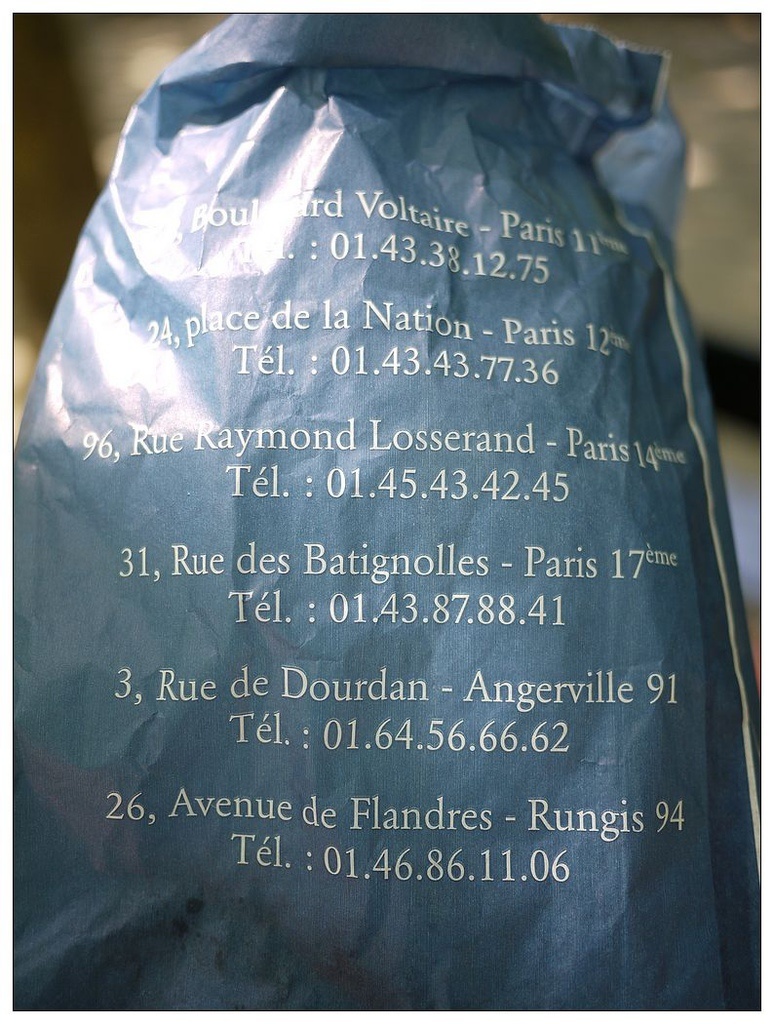 Voltaire - Paris 11ème
: 01.43.38.12.75
24, place de la Nation - Paris 12ème
Tél. : 01.43.43.77.36
96, Rue Raymond Losserand - Paris 14ème
Tél. : 01.45.43.42.45
31, Rue des Batignolles - Paris 17ème
Tél. : 01.43.87.88.41
3, Rue de Dourdan - Angerville 91
Tél. : 01.64.56.66.62
26, Avenue de Flandres - Rungis 94
Tél. : 01.46.86.11.06